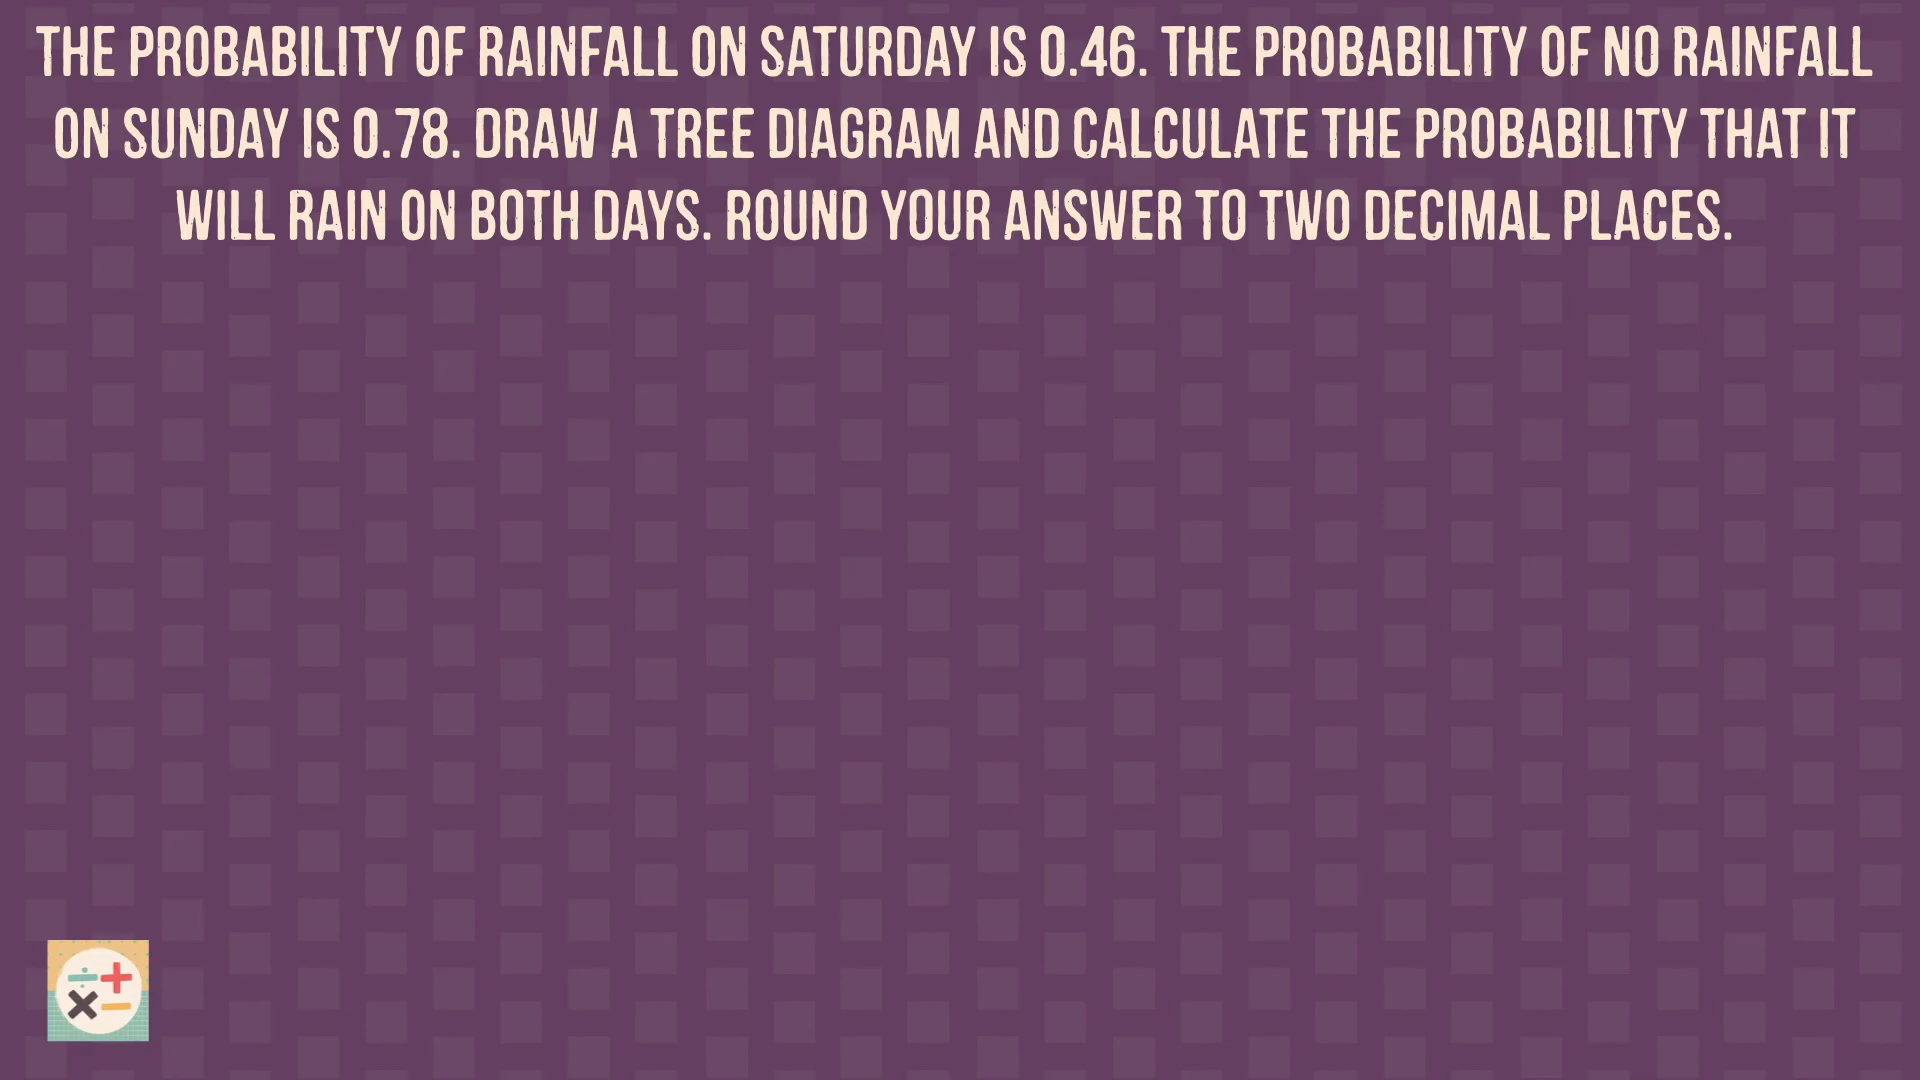 THE PROBABILITY OF RAINFALL ON SATURDAY IS 0.46. THE PROBABILITY OF NO RAINFALL
ON SUNDAY IS 0.78. DRAW A TREE DIAGRAM AND CALCULATE THE PROBABILITY THAT IT
WILL RAIN ON BOTH DAYS. ROUND YOUR ANSWER TO TWO DECIMAL PLACES.